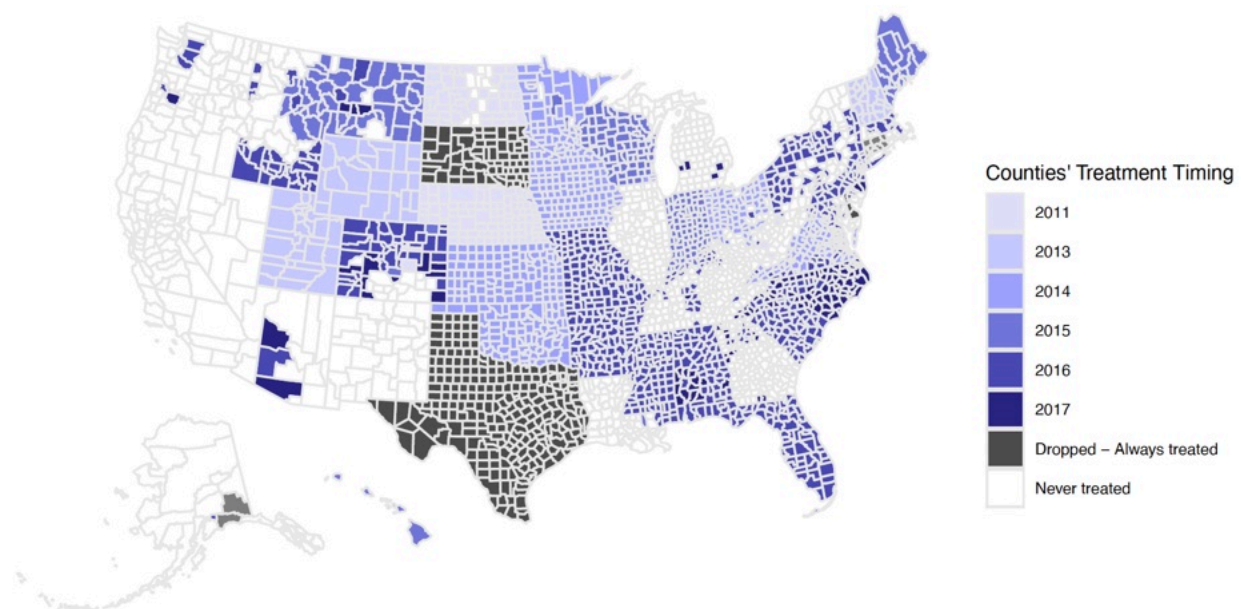 Counties' Treatment Timing
2011
2013
2014
2015
2016
2017
Dropped – Always treated
Never treated